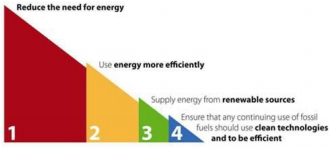 Reduce the need for energy
Use energy more efficiently
Supply energy from renewable sources
Ensure that any continuing use of fossil
fuels should use clean technologies
and to be efficient
1 2 3 4